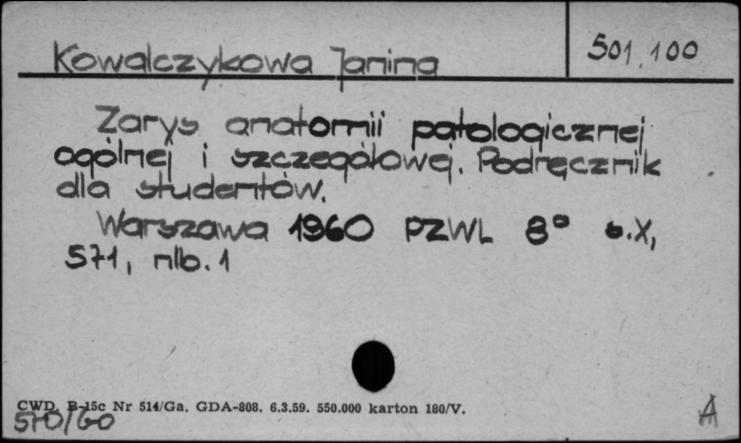 Kowalczykowa Janina 501.100
Zarys anatomii patologicznej
ogólnej i szczegółowej. Podręcznik
dla studentów.
Warszawa 1960 PZWL 8° s.X,
571, nlb. 1
CWD. B-15c Nr 514/Ga. GDA-808. 6.3.59. 550.000 karton 180/V.
570/60 A